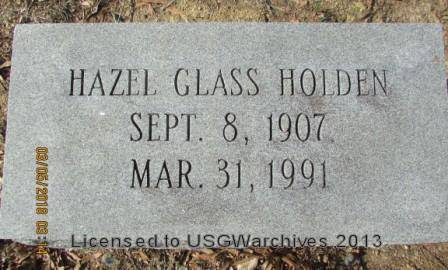 HAZEL GLASS HOLDEN
SEPT. 8, 1907
MAR. 31, 1991
Licensed to USGWarchives 2013